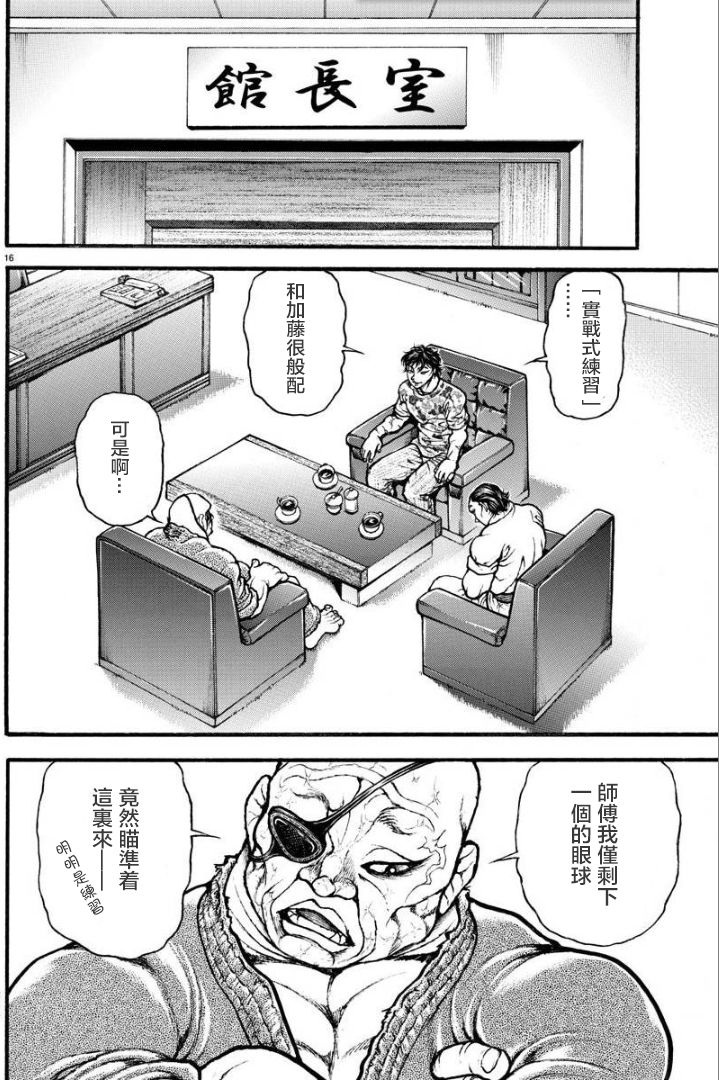 館長室
16
「實戰式練習」
……
和加藤很般配
可是啊…
師傅我僅剩下
一個的眼球
竟然瞄準着
這裏來——
明明是練習